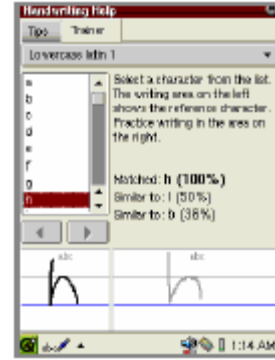 Handwriting Help
Tips Trainer
Lowercase latin 1
a
b
c
d
e
f
g
h
Select a character from the list.
The writing area on the left
shows the reference character.
Practice writing in the area on
the right.
Matched: h (100%)
Similar to: l (50%)
Similar to: b (38%)
abc abc
h h
abc 1:14 AM